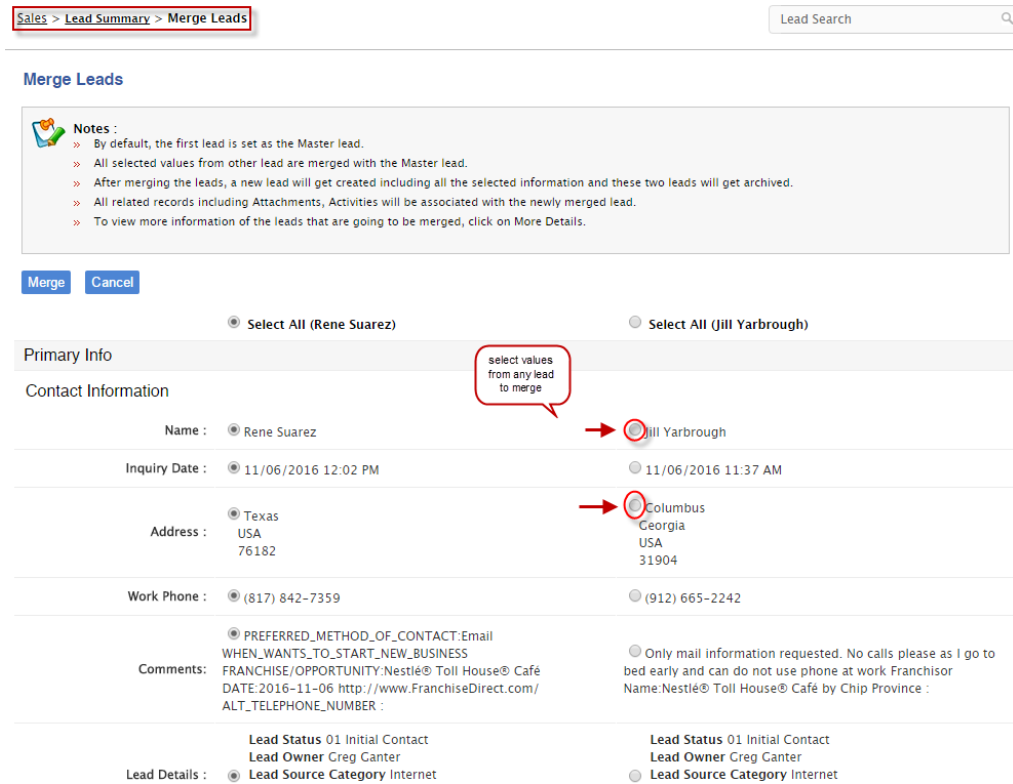 Sales > Lead Summary > Merge Leads
Lead Search
Merge Leads
Notes :
» By default, the first lead is set as the Master lead.
» All selected values from other lead are merged with the Master lead.
» After merging the leads, a new lead will get created including all the selected information and these two leads will get archived.
» All related records including Attachments, Activities will be associated with the newly merged lead.
» To view more information of the leads that are going to be merged, click on More Details.
Merge Cancel
Select All (Rene Suarez) Select All (Jill Yarbrough)
Primary Info
select values
from any lead
to merge
Contact Information
Name : Rene Suarez Jill Yarbrough
Inquiry Date : 11/06/2016 12:02 PM 11/06/2016 11:37 AM
Address :
Texas
USA
76182
Columbus
Georgia
USA
31904
Work Phone : (817) 842-7359 (912) 665-2242
Comments:
PREFERRED_METHOD_OF_CONTACT:Email
WHEN_WANTS_TO_START_NEW_BUSINESS
FRANCHISE/OPPORTUNITY:Nestlé® Toll House® Café
DATE:2016-11-06 http://www.FranchiseDirect.com/
ALT_TELEPHONE_NUMBER :
Only mail information requested. No calls please as I go to
bed early and can do not use phone at work Franchisor
Name:Nestlé® Toll House® Café by Chip Province :
Lead Details :
Lead Status 01 Initial Contact
Lead Owner Greg Ganter
Lead Source Category Internet
Lead Status 01 Initial Contact
Lead Owner Greg Ganter
Lead Source Category Internet